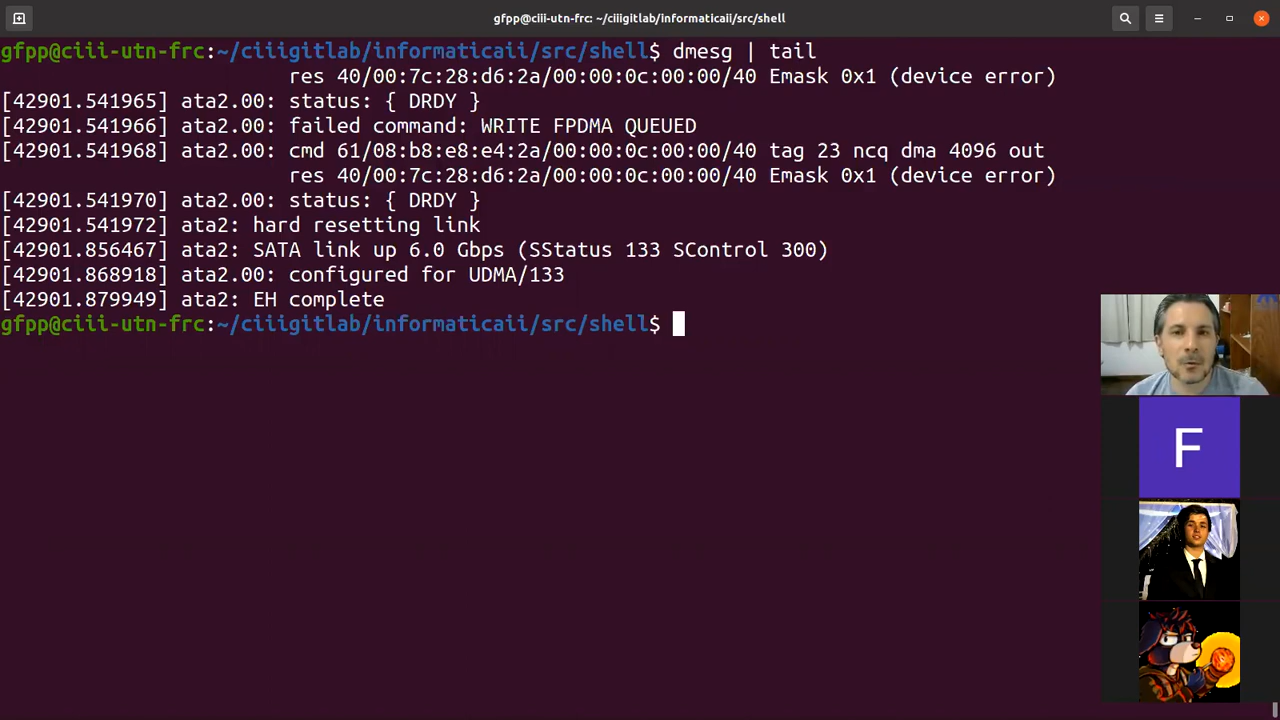 gfpp@ciii-utn-frc: ~/ciiigitlab/informaticaii/src/shell
gfpp@ciii-utn-frc:~/ciiigitlab/informaticaii/src/shell$ dmesg | tail
res 40/00:7c:28:d6:2a/00:00:0c:00:00/40 Emask 0x1 (device error)
[42901.541965] ata2.00: status: { DRDY }
[42901.541966] ata2.00: failed command: WRITE FPDMA QUEUED
[42901.541968] ata2.00: cmd 61/08:b8:e8:e4:2a/00:00:0c:00:00/40 tag 23 ncq dma 4096 out
res 40/00:7c:28:d6:2a/00:00:0c:00:00/40 Emask 0x1 (device error)
[42901.541970] ata2.00: status: { DRDY }
[42901.541972] ata2: hard resetting link
[42901.856467] ata2: SATA link up 6.0 Gbps (SStatus 133 SControl 300)
[42901.868918] ata2.00: configured for UDMA/133
[42901.879949] ata2: EH complete
gfpp@ciii-utn-frc:~/ciiigitlab/informaticaii/src/shell$
F